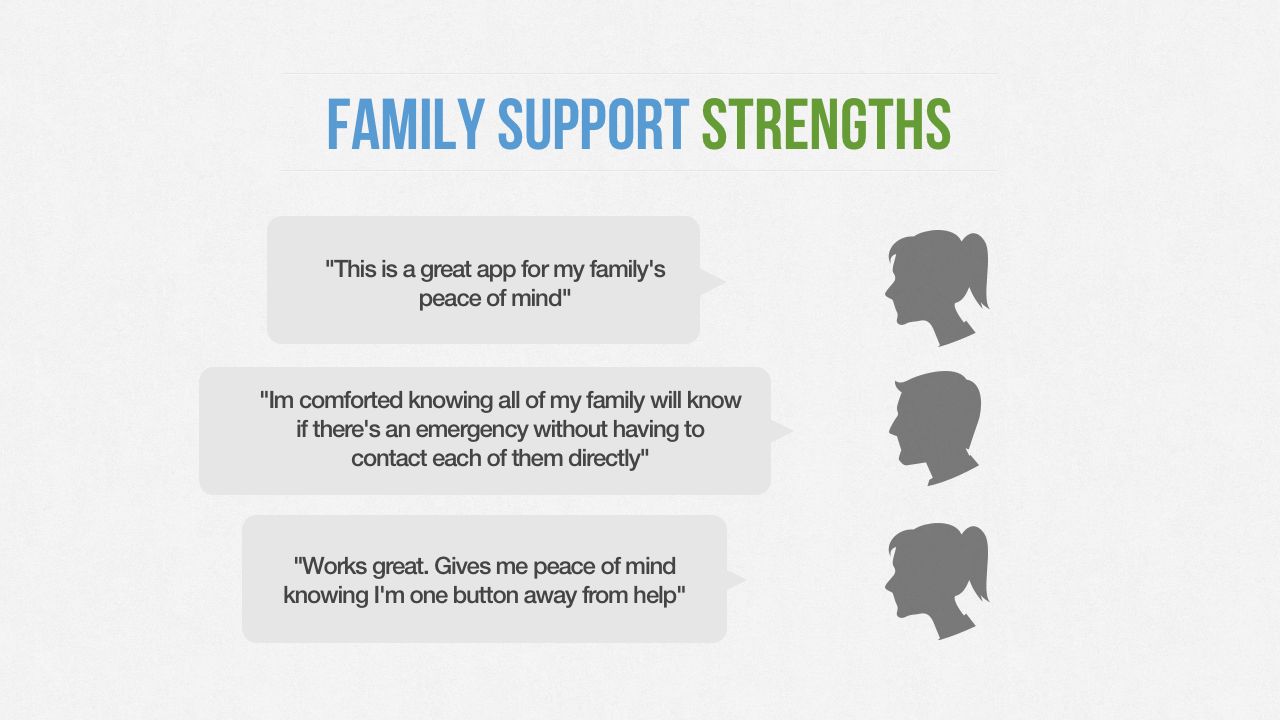 FAMILY SUPPORT STRENGTHS
"This is a great app for my family's
peace of mind"
"Im comforted knowing all of my family will know
if there's an emergency without having to
contact each of them directly"
"Works great. Gives me peace of mind
knowing I'm one button away from help"